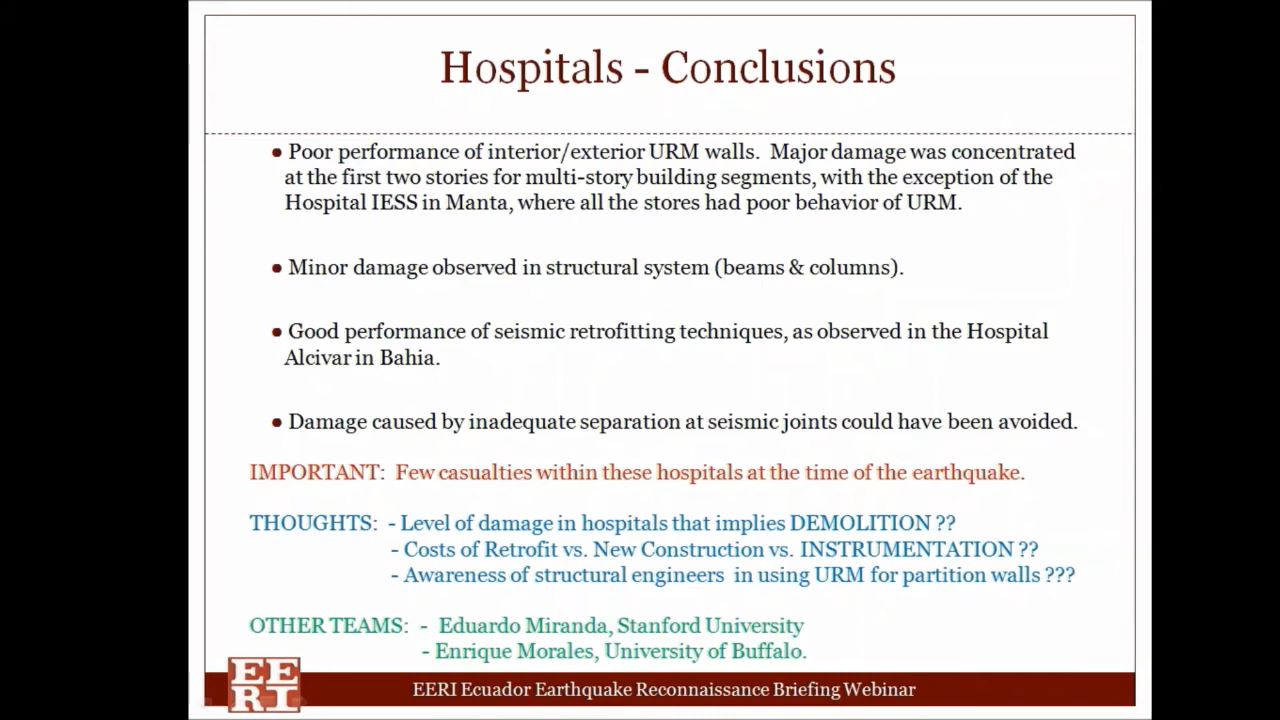 Hospitals - Conclusions
• Poor performance of interior/exterior URM walls. Major damage was concentrated
at the first two stories for multi-story building segments, with the exception of the
Hospital IESS in Manta, where all the stores had poor behavior of URM.
• Minor damage observed in structural system (beams & columns).
• Good performance of seismic retrofitting techniques, as observed in the Hospital
Alcivar in Bahia.
• Damage caused by inadequate separation at seismic joints could have been avoided.
IMPORTANT: Few casualties within these hospitals at the time of the earthquake.
THOUGHTS: - Level of damage in hospitals that implies DEMOLITION ??
- Costs of Retrofit vs. New Construction vs. INSTRUMENTATION ??
- Awareness of structural engineers in using URM for partition walls ???
OTHER TEAMS: - Eduardo Miranda, Stanford University
- Enrique Morales, University of Buffalo.
EE
RI
EERI Ecuador Earthquake Reconnaissance Briefing Webinar